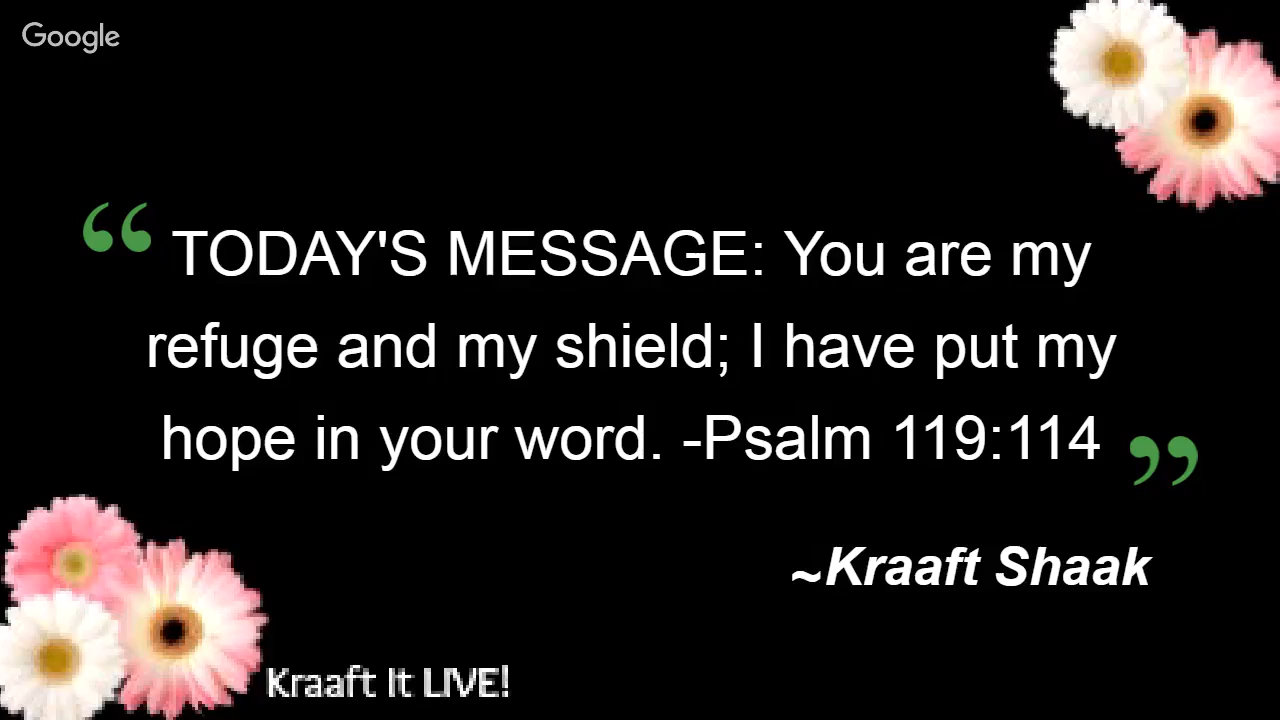 Google
“ TODAY'S MESSAGE: You are my
refuge and my shield; I have put my
hope in your word. -Psalm 119:114 ”
~Kraaft Shaak
Kraaft It LIVE!